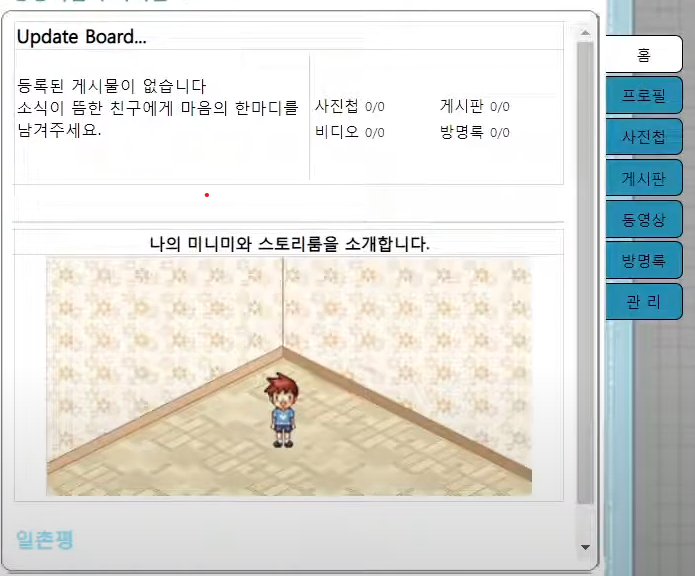 Update Board...
등록된 게시물이 없습니다
소식이 뜸한 친구에게 마음의 한마디를
남겨주세요.
사진첩 0/0 게시판 0/0
비디오 0/0 방명록 0/0
나의 미니미와 스토리룸을 소개합니다.
일촌평
홈
프로필
사진첩
게시판
동영상
방명록
관 리